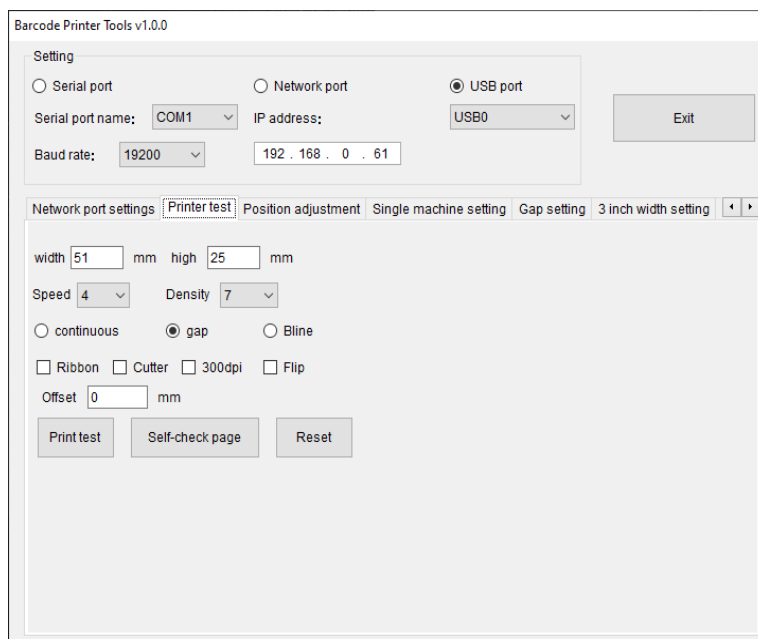 Barcode Printer Tools v1.0.0
Setting
Serial port Network port USB port
Serial port name: COM1 IP address: USB0
Exit
Baud rate: 19200 192 . 168 . 0 . 61
Network port settings Printer test Position adjustment Single machine setting Gap setting 3 inch width setting
width 51 mm high 25 mm
Speed 4 Density 7
continuous gap Bline
Ribbon Cutter 300dpi Flip
Offset 0 mm
Print test Self-check page Reset